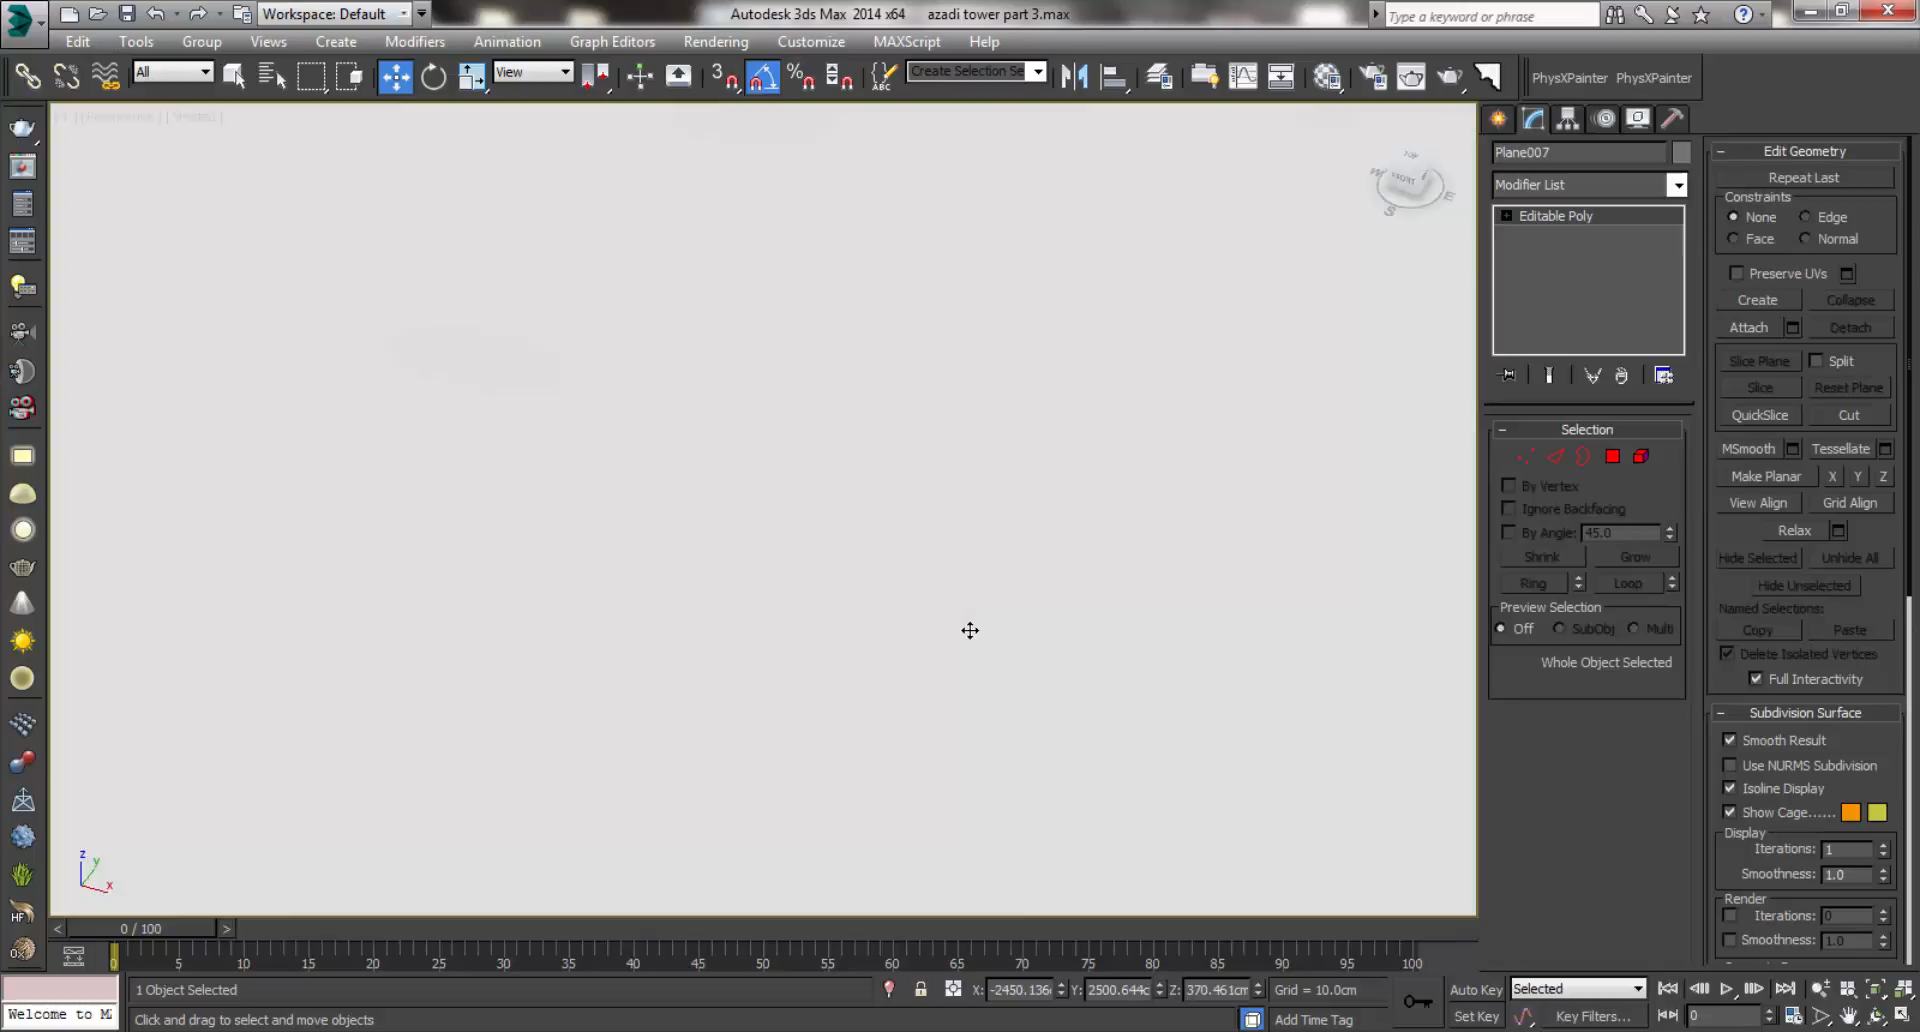 Workspace: Default
Autodesk 3ds Max 2014 x64 azadi tower part 3.max
Type a keyword or phrase
Edit Tools Group Views Create Modifiers Animation Graph Editors Rendering Customize MAXScript Help
All View 3 % ABC Create Selection Se PhysXPainter PhysXPainter
TOP
FRONT
E
S
z
y
x
HF
Plane007
Modifier List
Editable Poly
Selection
By Vertex
Ignore Backfacing
By Angle: 45.0
Shrink Grow
Ring Loop
Preview Selection
Off SubObj Multi
Whole Object Selected
Edit Geometry
Repeat Last
Constraints
None Edge
Face Normal
Preserve UVs
Create Collapse
Attach Detach
Slice Plane Split
Slice Reset Plane
QuickSlice Cut
MSmooth Tessellate
Make Planar X Y Z
View Align Grid Align
Relax
Hide Selected Unhide All
Hide Unselected
Named Selections:
Copy Paste
Delete Isolated Vertices
Full Interactivity
Subdivision Surface
Smooth Result
Use NURMS Subdivision
Isoline Display
Show Cage......
Display
Iterations: 1
Smoothness: 1.0
Render
Iterations: 0
Smoothness: 1.0
< 0 / 100 >
0 5 10 15 20 25 30 35 40 45 50 55 60 65 70 75 80 85 90 95 100
1 Object Selected X: -2450.136 Y: 2500.644c Z: 370.461cm Grid = 10.0cm Auto Key Selected
Welcome to M
Click and drag to select and move objects Add Time Tag Set Key Key Filters... 0